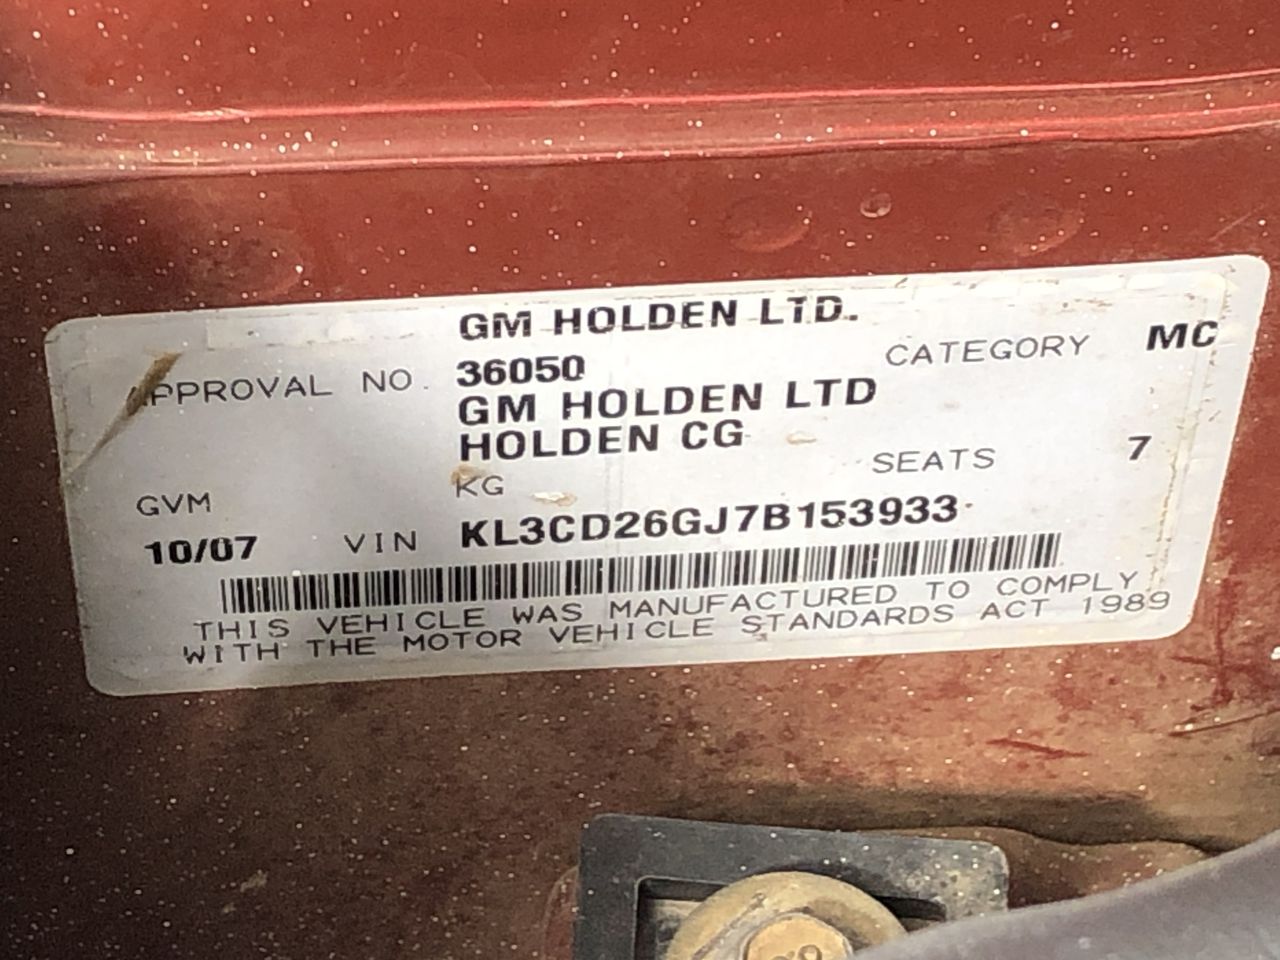 GM HOLDEN LTD.
APPROVAL NO. 36050 CATEGORY MC
GM HOLDEN LTD
HOLDEN CG SEATS 7
GVM KG
10/07 VIN KL3CD26GJ7B153933
THIS VEHICLE WAS MANUFACTURED TO COMPLY
WITH THE MOTOR VEHICLE STANDARDS ACT 1989